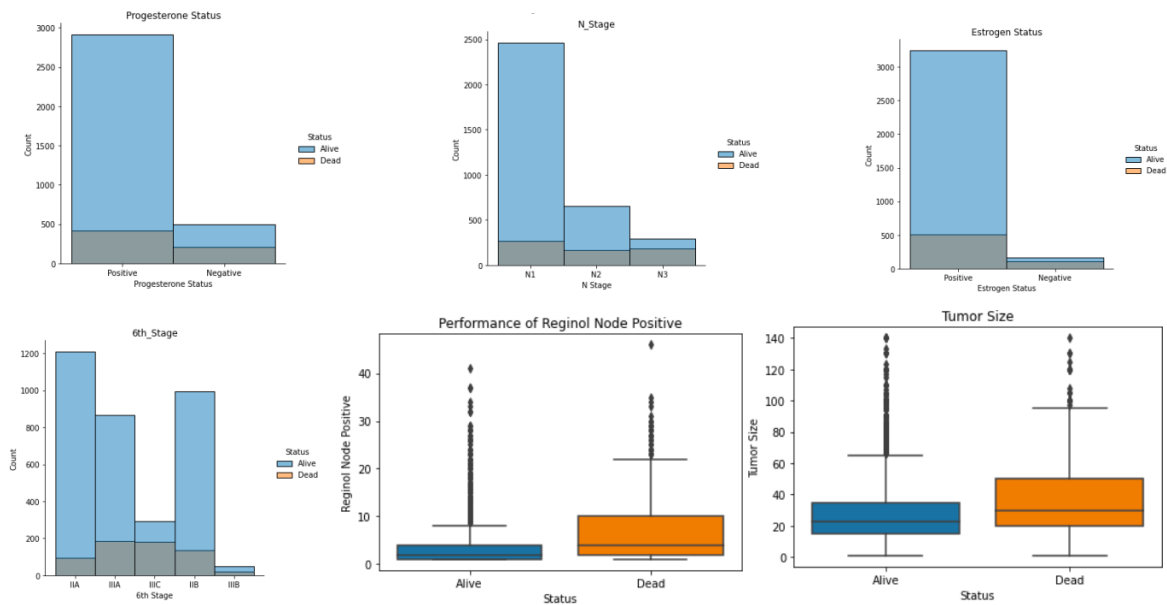 Progesterone Status
3000
2500
2000
1500
1000
500
0
Count
Positive
Negative
Progesterone Status
Status
Alive
Dead
N_Stage
2500
2000
1500
1000
500
0
Count
N1
N2
N3
N Stage
Status
Alive
Dead
Estrogen Status
3000
2500
2000
1500
1000
500
0
Count
Positive
Negative
Estrogen Status
Status
Alive
Dead
6th_Stage
1200
1000
800
600
400
200
0
Count
IIA
IIIA
IIIC
IIB
IIIB
6th Stage
Status
Alive
Dead
Performance of Reginol Node Positive
40
30
20
10
0
Reginol Node Positive
Alive
Dead
Status
Tumor Size
140
120
100
80
60
40
20
0
Tumor Size
Alive
Dead
Status